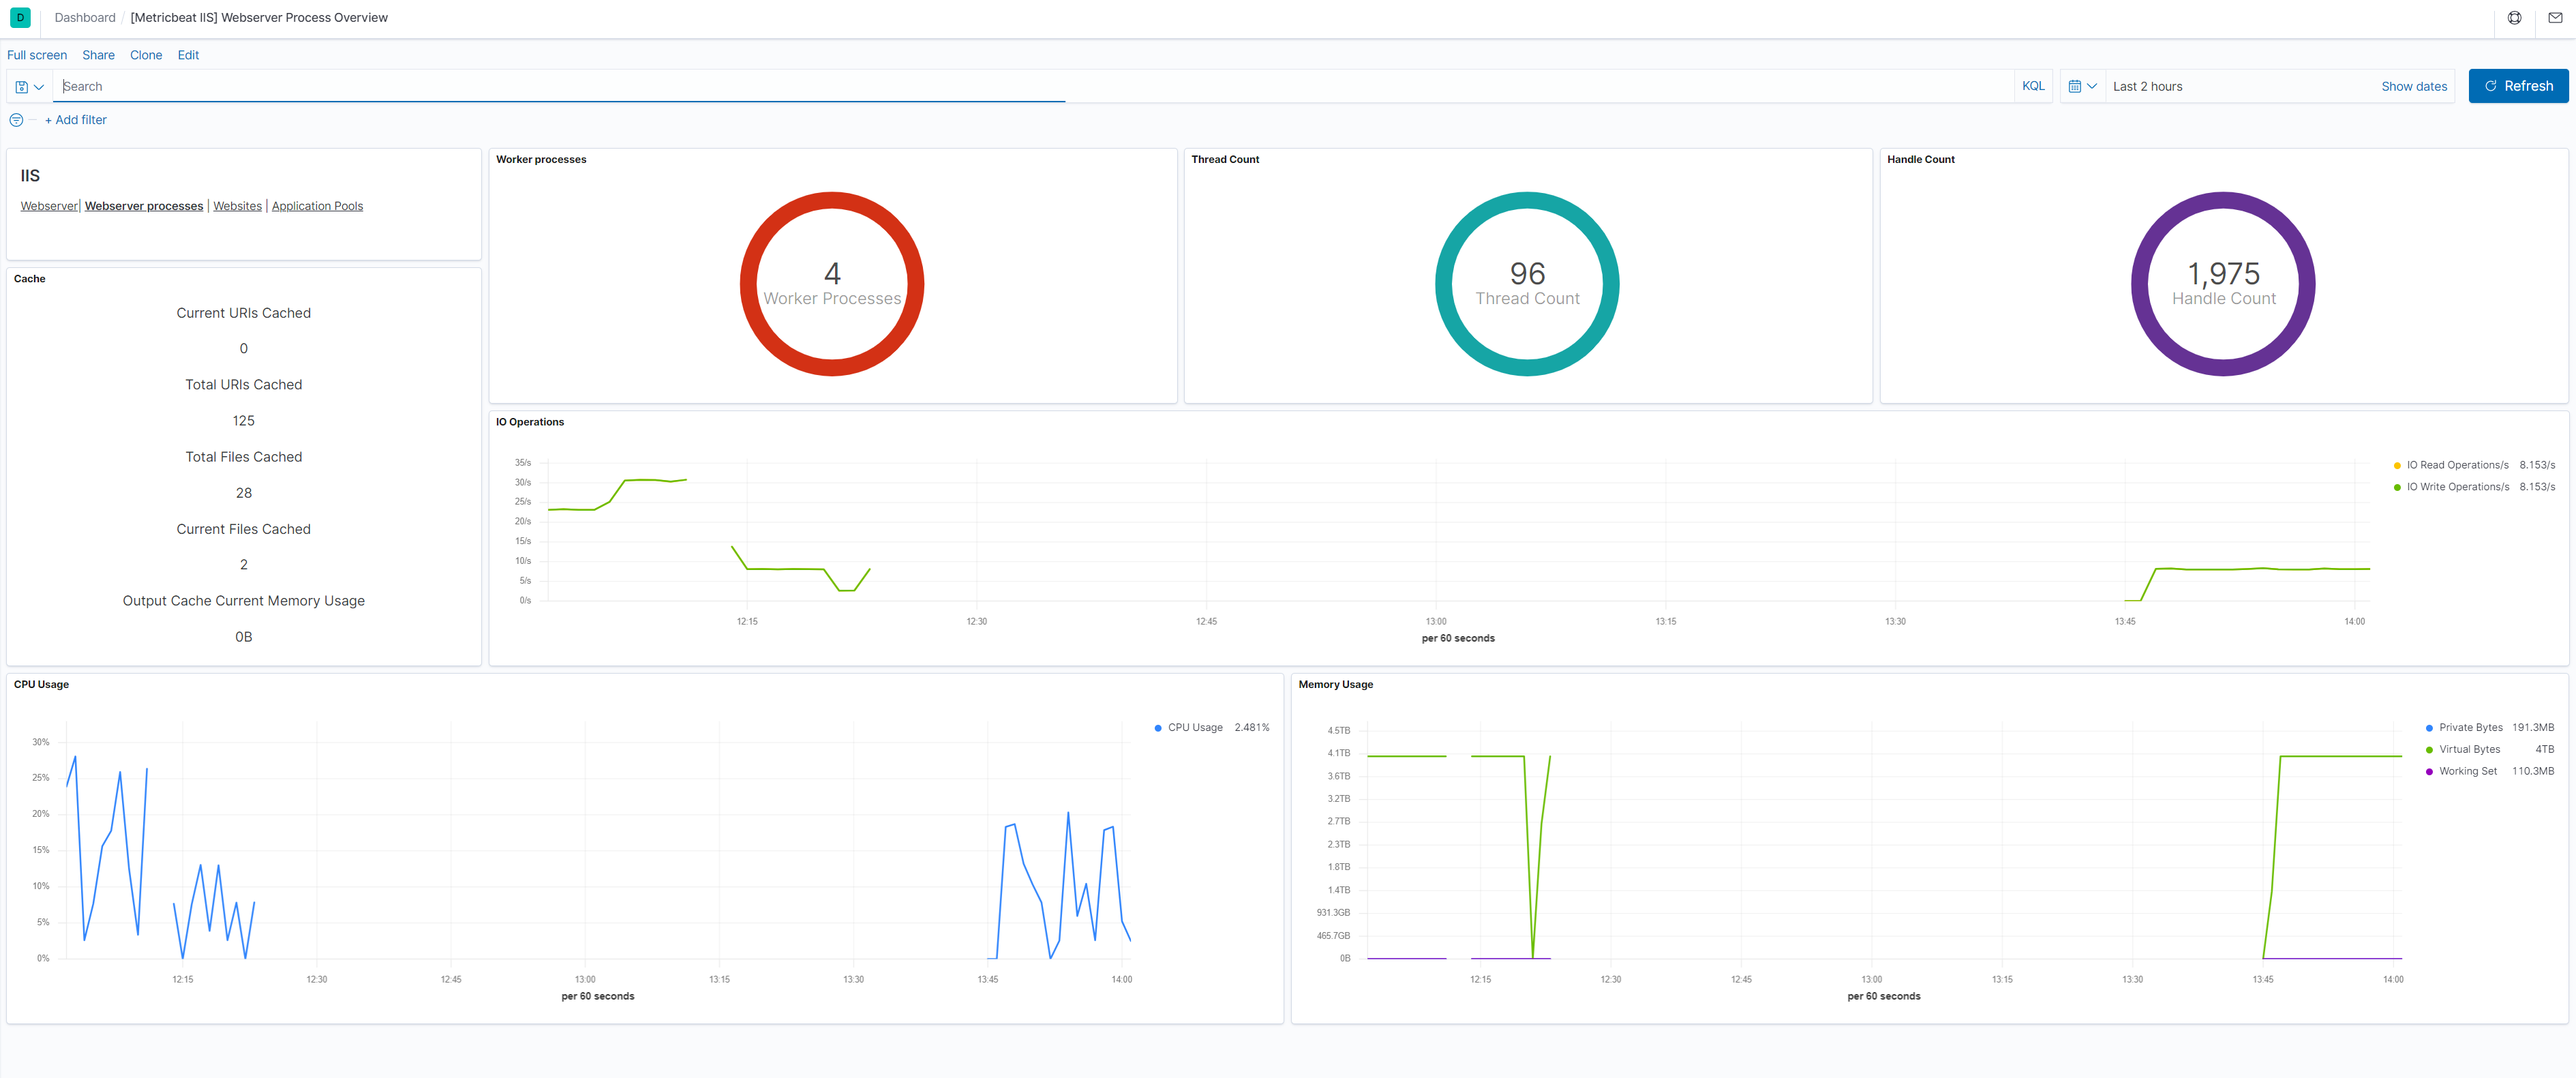 D Dashboard / [Metricbeat IIS] Webserver Process Overview
Full screen Share Clone Edit
Search KQL Last 2 hours Show dates Refresh
+ Add filter
IIS
Webserver| Webserver processes | Websites | Application Pools
Worker processes
4
Worker Processes
Thread Count
96
Thread Count
Handle Count
1,975
Handle Count
Cache
Current URIs Cached
0
Total URIs Cached
125
Total Files Cached
28
Current Files Cached
2
Output Cache Current Memory Usage
0B
IO Operations
35/s
30/s
25/s
20/s
15/s
10/s
5/s
0/s
12:15 12:30 12:45 13:00 13:15 13:30 13:45 14:00
per 60 seconds
IO Read Operations/s 8.153/s
IO Write Operations/s 8.153/s
CPU Usage
30%
25%
20%
15%
10%
5%
0%
12:15 12:30 12:45 13:00 13:15 13:30 13:45 14:00
per 60 seconds
CPU Usage 2.481%
Memory Usage
4.5TB
4.1TB
3.6TB
3.2TB
2.7TB
2.3TB
1.8TB
1.4TB
931.3GB
465.7GB
0B
12:15 12:30 12:45 13:00 13:15 13:30 13:45 14:00
per 60 seconds
Private Bytes 191.3MB
Virtual Bytes 4TB
Working Set 110.3MB